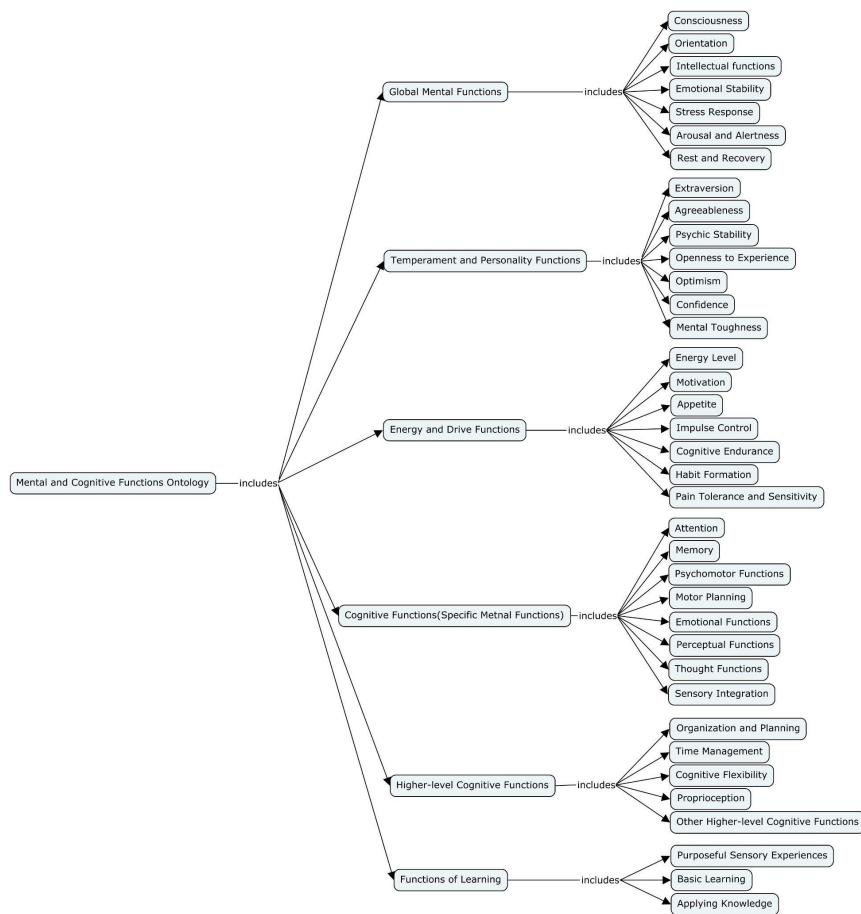 Mental and Cognitive Functions Ontology
includes
Global Mental Functions
includes
Consciousness
Orientation
Intellectual functions
Emotional Stability
Stress Response
Arousal and Alertness
Rest and Recovery
Temperament and Personality Functions
includes
Extraversion
Agreeableness
Psychic Stability
Openness to Experience
Optimism
Confidence
Mental Toughness
Energy and Drive Functions
includes
Energy Level
Motivation
Appetite
Impulse Control
Cognitive Endurance
Habit Formation
Pain Tolerance and Sensitivity
Cognitive Functions(Specific Metnal Functions)
includes
Attention
Memory
Psychomotor Functions
Motor Planning
Emotional Functions
Perceptual Functions
Thought Functions
Sensory Integration
Higher-level Cognitive Functions
includes
Organization and Planning
Time Management
Cognitive Flexibility
Proprioception
Other Higher-level Cognitive Functions
Functions of Learning
includes
Purposeful Sensory Experiences
Basic Learning
Applying Knowledge